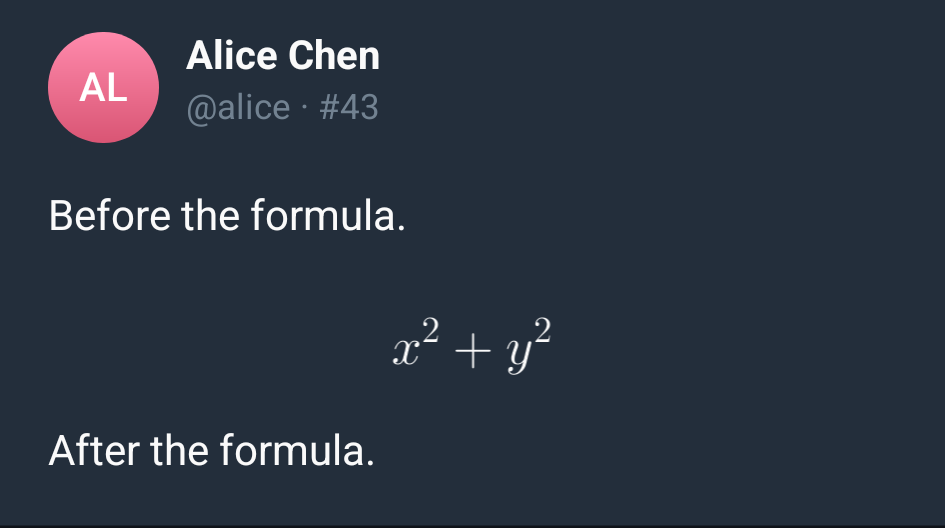 AL
Alice Chen
@alice · #43
Before the formula.
x² + y²
After the formula.